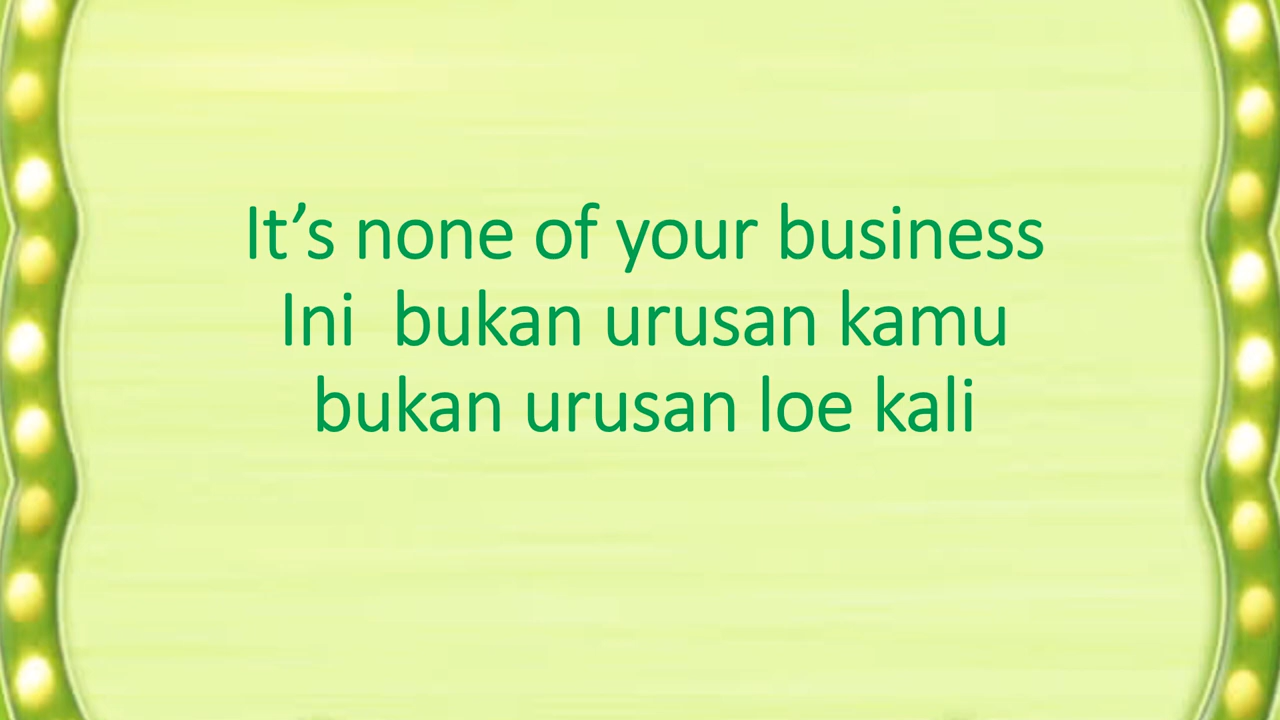 It’s none of your business
Ini  bukan urusan kamu
bukan urusan loe kali